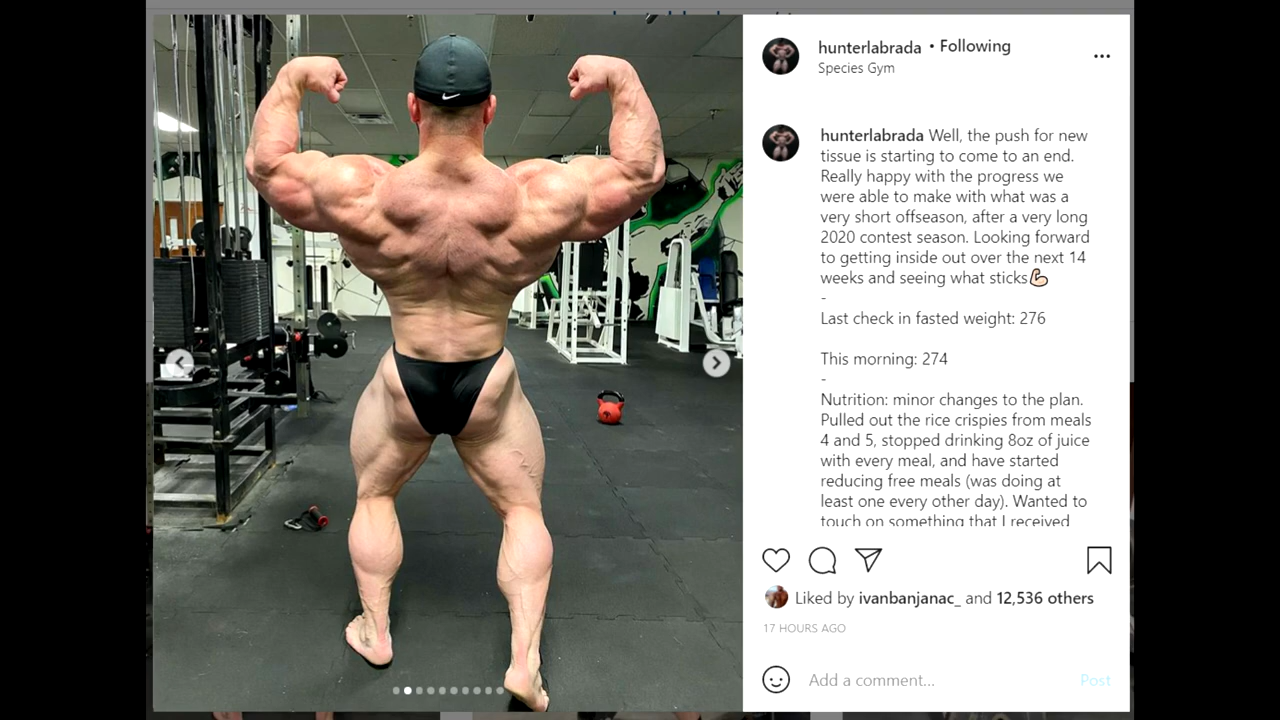 hunterlabrada • Following
Species Gym
hunterlabrada Well, the push for new
tissue is starting to come to an end.
Really happy with the progress we
were able to make with what was a
very short offseason, after a very long
2020 contest season. Looking forward
to getting inside out over the next 14
weeks and seeing what sticks💪🏻
-
Last check in fasted weight: 276
This morning: 274
-
Nutrition: minor changes to the plan.
Pulled out the rice crispies from meals
4 and 5, stopped drinking 8oz of juice
with every meal, and have started
reducing free meals (was doing at
least one every other day). Wanted to
touch on something that I received
Liked by ivanbanjanac_ and 12,536 others
17 HOURS AGO
Add a comment... Post